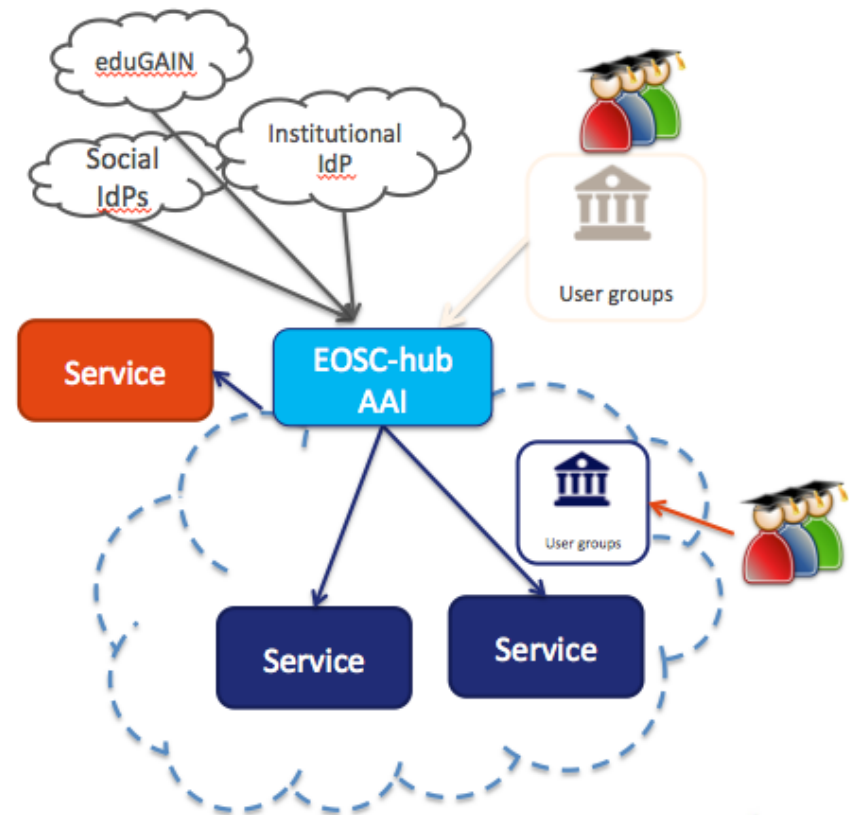 eduGAIN
Institutional
IdP
Social
IdPs
User groups
Service
EOSC-hub
AAI
User groups
Service
Service